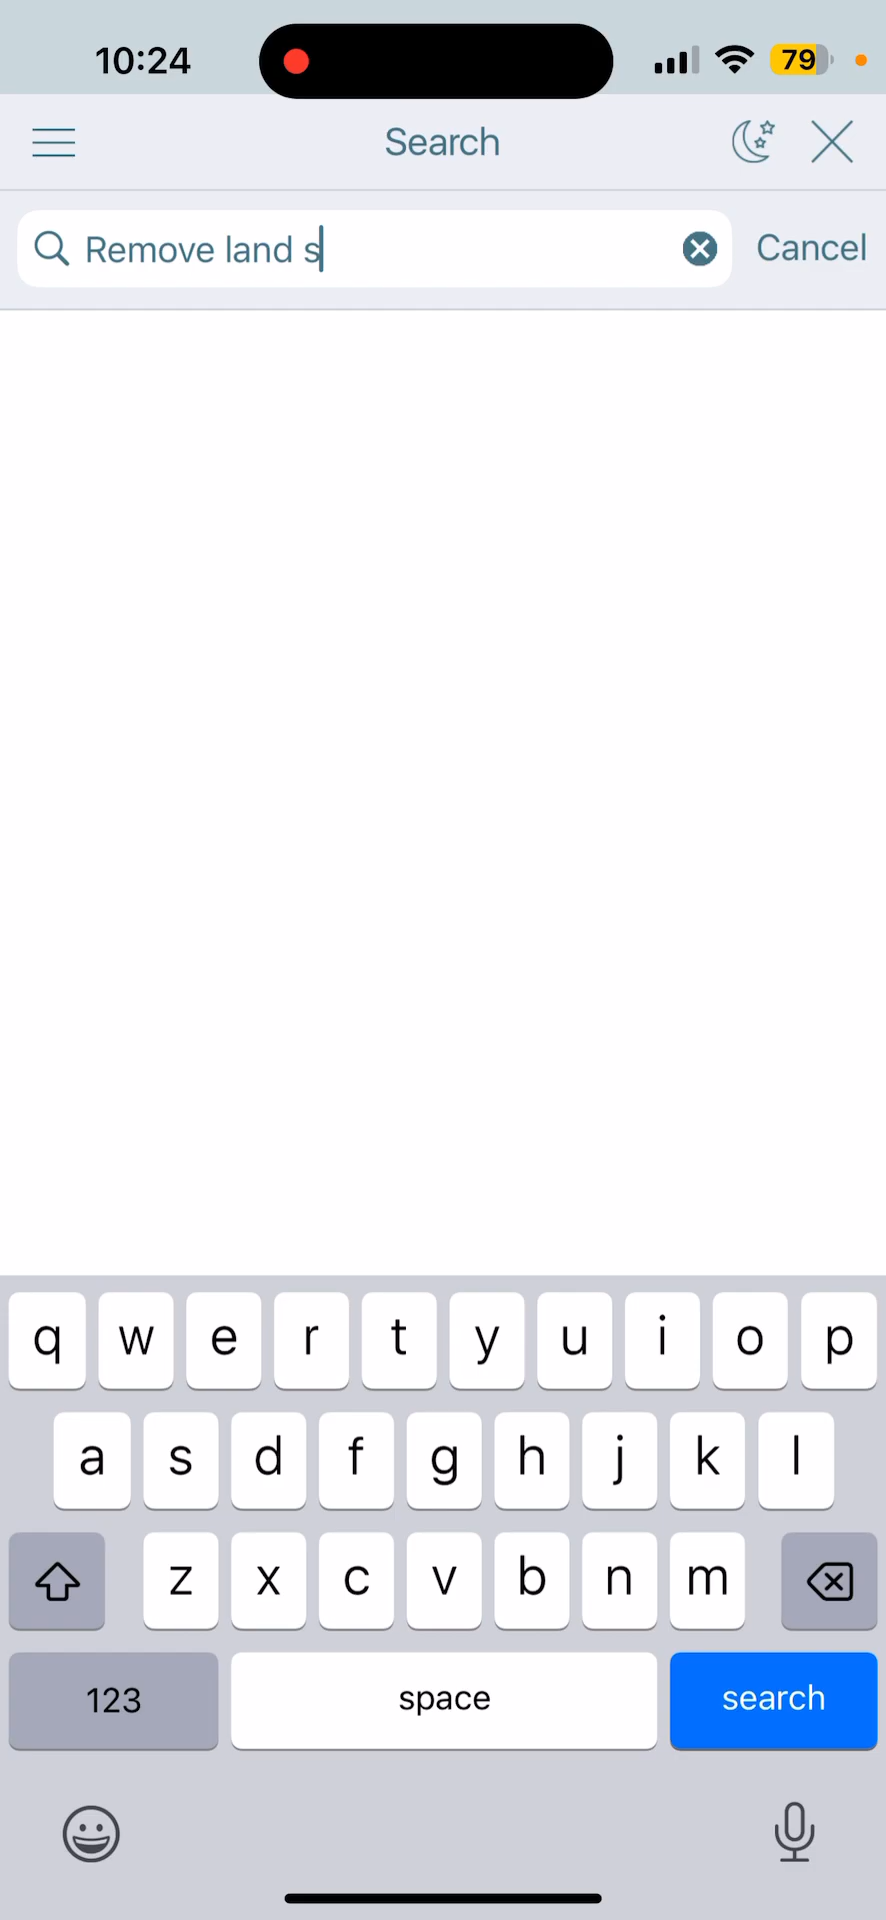 10:24
79
Search
Remove land s
Cancel
q w e r t y u i o p
a s d f g h j k l
z x c v b n m
123 space search